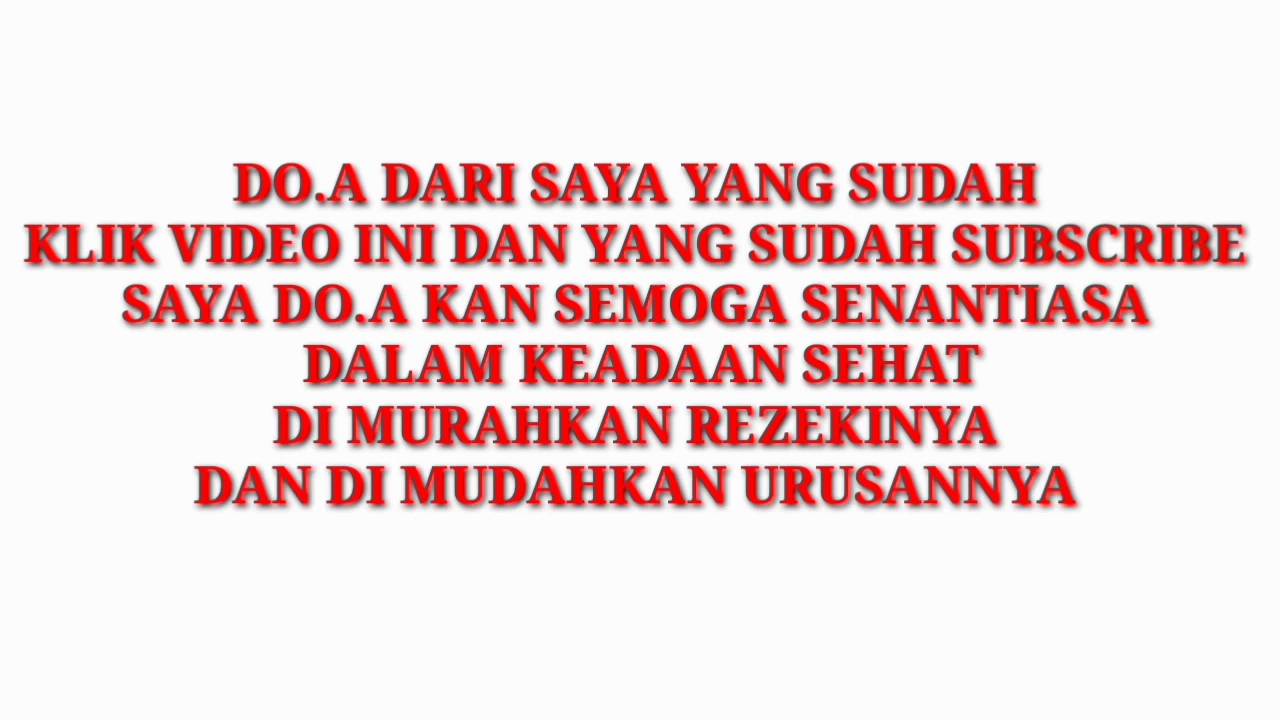 DO.A DARI SAYA YANG SUDAH
KLIK VIDEO INI DAN YANG SUDAH SUBSCRIBE
SAYA DO.A KAN SEMOGA SENANTIASA
DALAM KEADAAN SEHAT
DI MURAHKAN REZEKINYA
DAN DI MUDAHKAN URUSANNYA